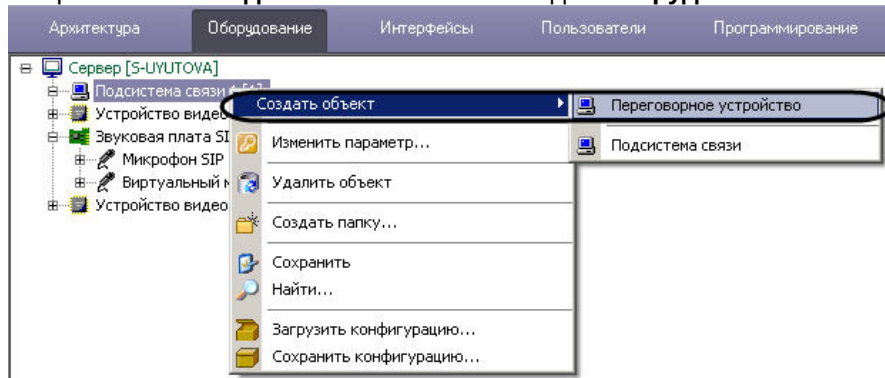 Архитектура Оборудование Интерфейсы Пользователи Программирование
Сервер [S-UYUTOVA]
Подсистема связи
Создать объект Переговорное устройство
Устройство видео
Звуковая плата SI
Изменить параметр... Подсистема связи
Микрофон SIP
Виртуальный Удалить объект
Устройство видео
Создать папку...
Сохранить
Найти...
Загрузить конфигурацию...
Сохранить конфигурацию...